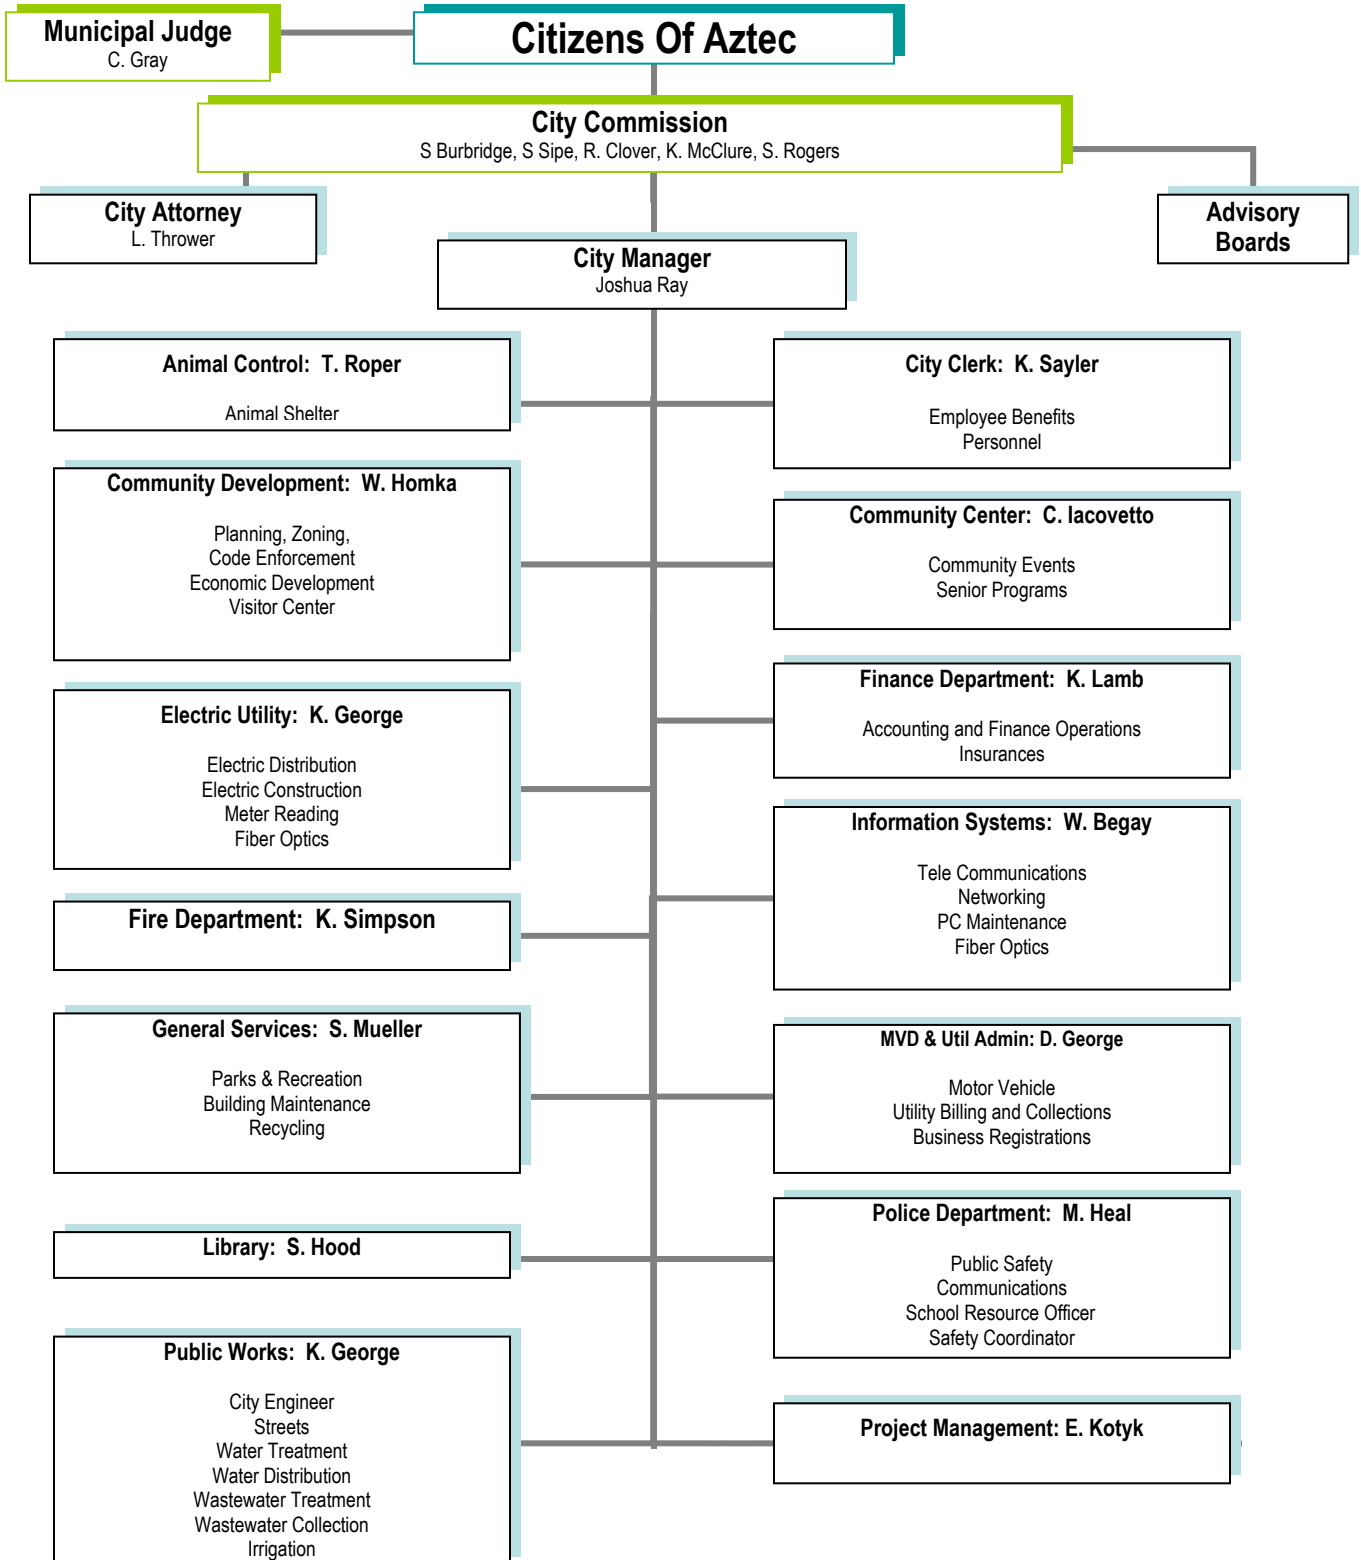 Municipal Judge
C. Gray
Citizens Of Aztec
City Commission
S Burbridge, S Sipe, R. Clover, K. McClure, S. Rogers
City Attorney
L. Thrower
City Manager
Joshua Ray
Advisory
Boards
Animal Control:  T. Roper
Animal Shelter
Community Development:  W. Homka
Planning, Zoning,
Code Enforcement
Economic Development
Visitor Center
Electric Utility:  K. George
Electric Distribution
Electric Construction
Meter Reading
Fiber Optics
Fire Department:  K. Simpson
General Services:  S. Mueller
Parks & Recreation
Building Maintenance
Recycling
Library:  S. Hood
Public Works:  K. George
City Engineer
Streets
Water Treatment
Water Distribution
Wastewater Treatment
Wastewater Collection
Irrigation
City Clerk:  K. Sayler
Employee Benefits
Personnel
Community Center:  C. Iacovetto
Community Events
Senior Programs
Finance Department:  K. Lamb
Accounting and Finance Operations
Insurances
Information Systems:  W. Begay
Tele Communications
Networking
PC Maintenance
Fiber Optics
MVD & Util Admin: D. George
Motor Vehicle
Utility Billing and Collections
Business Registrations
Police Department:  M. Heal
Public Safety
Communications
School Resource Officer
Safety Coordinator
Project Management: E. Kotyk